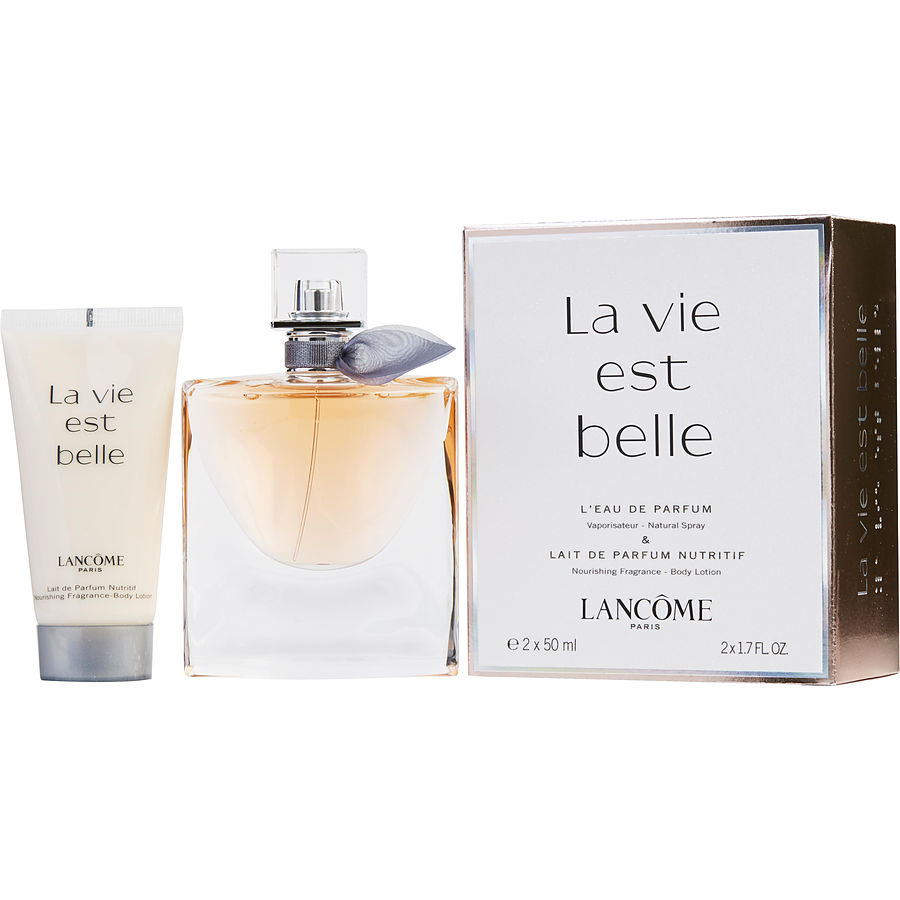 La vie
est
belle
LANCÔME
PARIS
Lait de Parfum Nutritif
Nourishing Fragrance-Body Lotion
La vie
est
belle
L'EAU DE PARFUM
Vaporisateur - Natural Spray
&
LAIT DE PARFUM NUTRITIF
Nourishing Fragrance - Body Lotion
LANCÔME
PARIS
e 2 x 50 ml
2 x 1.7 FL. OZ.
La vie est belle